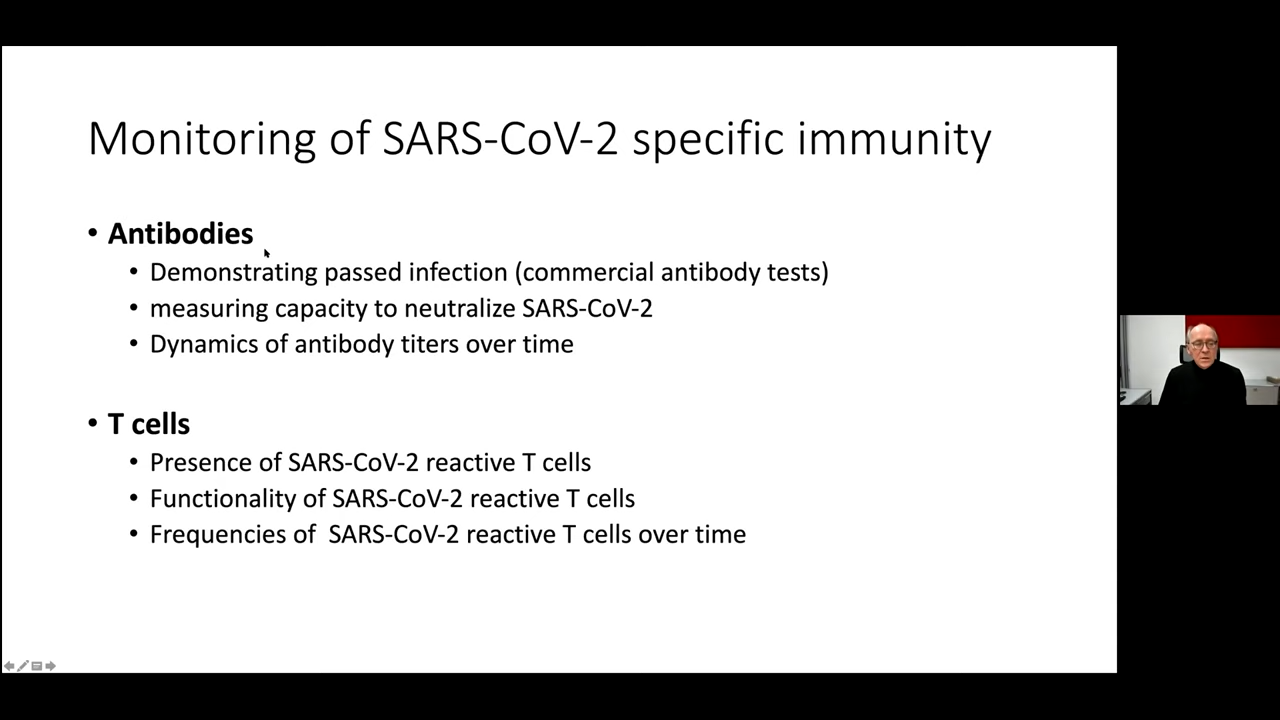 Monitoring of SARS-CoV-2 specific immunity
• Antibodies
• Demonstrating passed infection (commercial antibody tests)
• measuring capacity to neutralize SARS-CoV-2
• Dynamics of antibody titers over time
• T cells
• Presence of SARS-CoV-2 reactive T cells
• Functionality of SARS-CoV-2 reactive T cells
• Frequencies of  SARS-CoV-2 reactive T cells over time